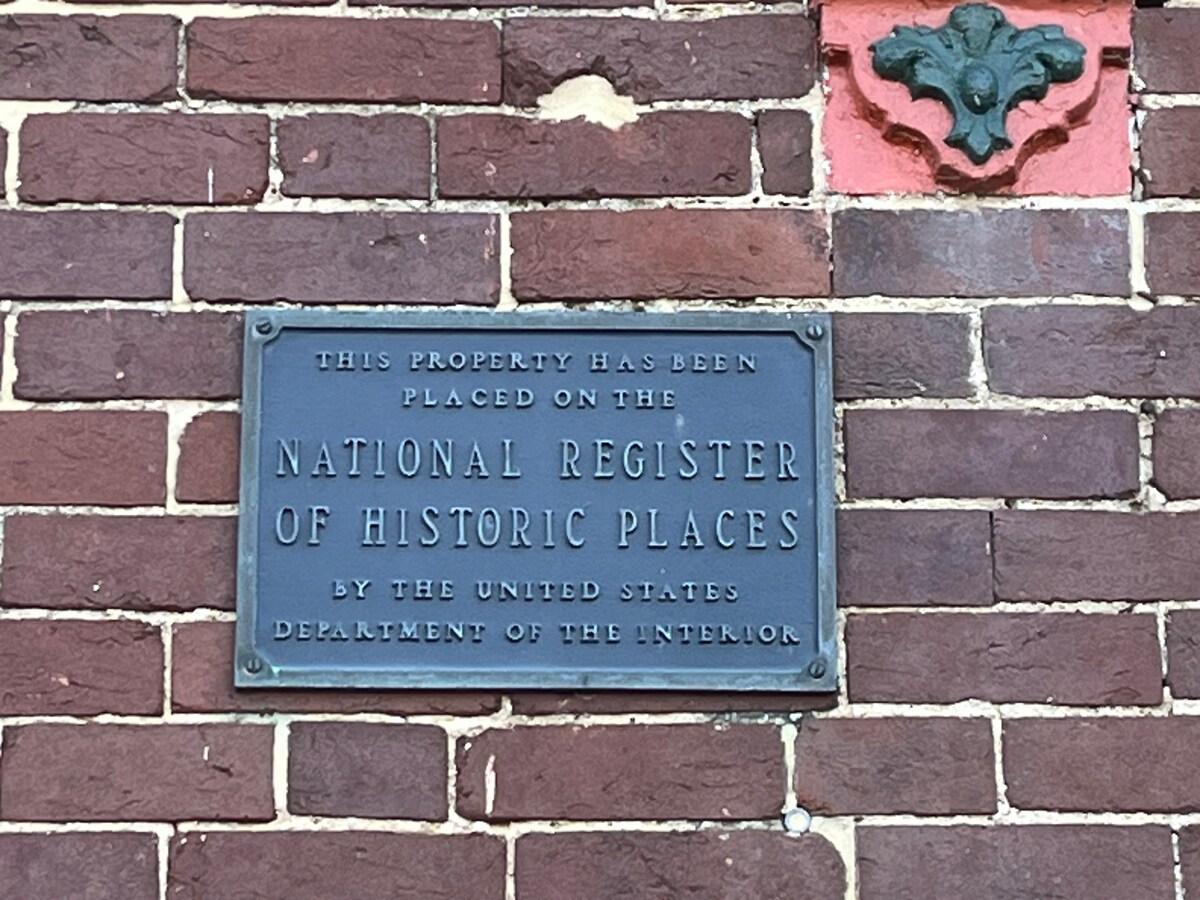 THIS PROPERTY HAS BEEN
PLACED ON THE
NATIONAL REGISTER
OF HISTORIC PLACES
BY THE UNITED STATES
DEPARTMENT OF THE INTERIOR